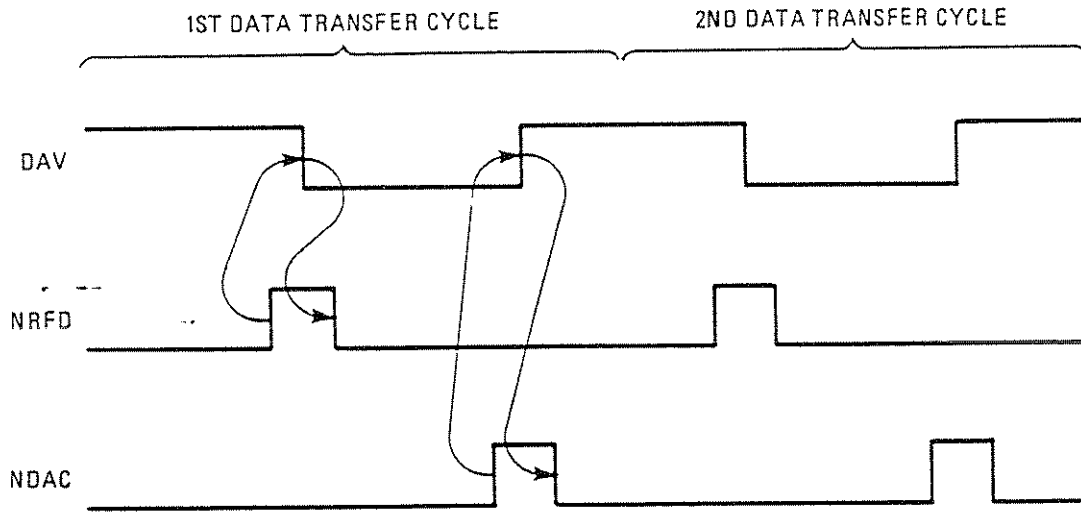 1ST DATA TRANSFER CYCLE
2ND DATA TRANSFER CYCLE
DAV
NRFD
NDAC